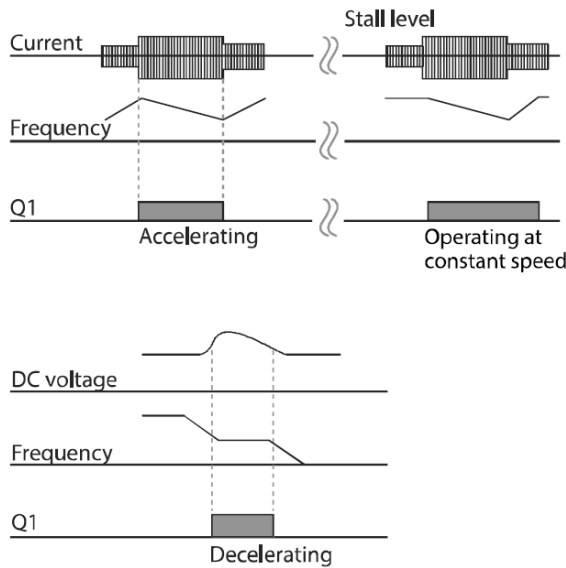 Stall level
Current
Frequency
Q1
Accelerating
Operating at
constant speed
DC voltage
Frequency
Q1
Decelerating